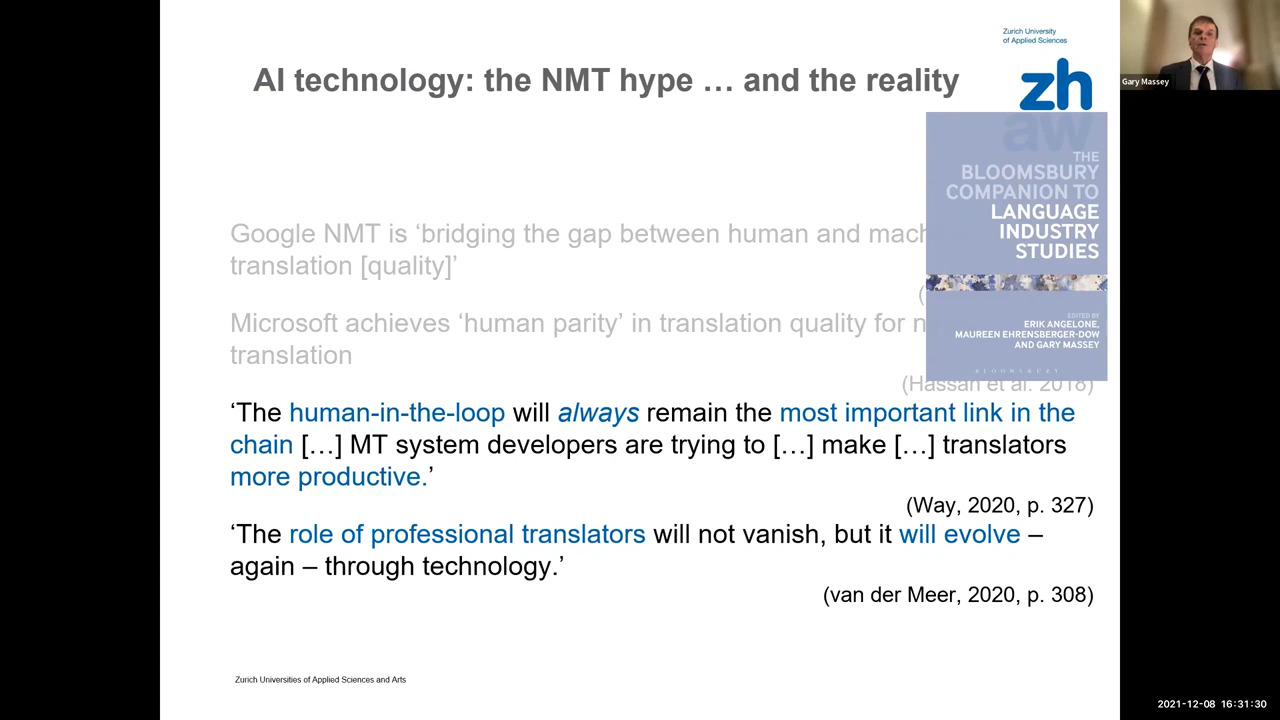 Zurich University
of Applied Sciences
AI technology: the NMT hype … and the reality
zh
aw
Gary Massey
THE
BLOOMSBURY
COMPANION TO
LANGUAGE
INDUSTRY
STUDIES
EDITED BY
ERIK ANGELONE,
MAUREEN EHRENSBERGER-DOW
AND GARY MASSEY
BLOOMSBURY
Google NMT is ‘bridging the gap between human and
translation [quality]’
(
Microsoft achieves ‘human parity’ in translation quality for
translation
(Hassan et al. 2018)
‘The human-in-the-loop will always remain the most important link in the
chain […] MT system developers are trying to […] make […] translators
more productive.’
(Way, 2020, p. 327)
‘The role of professional translators will not vanish, but it will evolve –
again – through technology.’
(van der Meer, 2020, p. 308)
Zurich Universities of Applied Sciences and Arts
2021-12-08 16:31:30